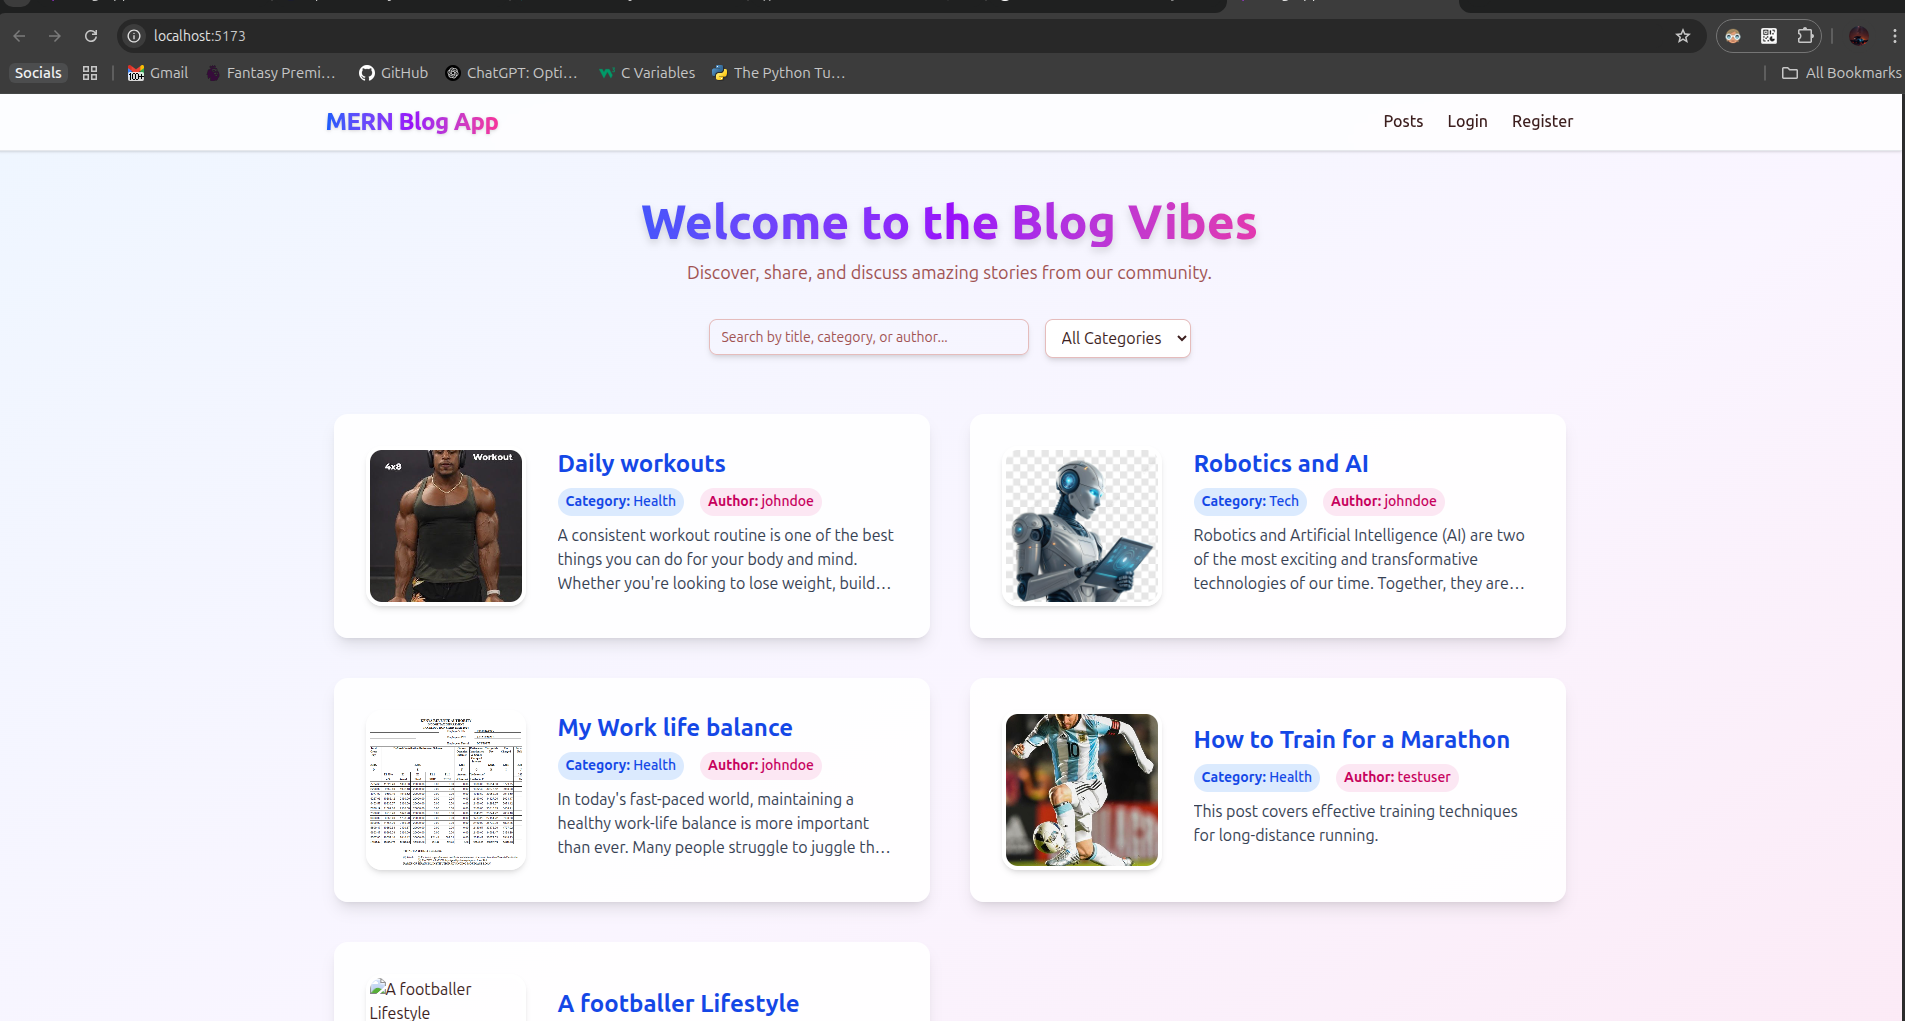 localhost:5173
Socials
Gmail
Fantasy Premi...
GitHub
ChatGPT: Opti...
C Variables
The Python Tu...
All Bookmarks
MERN Blog App
Posts
Login
Register
Welcome to the Blog Vibes
Discover, share, and discuss amazing stories from our community.
Search by title, category, or author...
All Categories
4x8
Workout
Daily workouts
Category: Health
Author: johndoe
A consistent workout routine is one of the best
things you can do for your body and mind.
Whether you're looking to lose weight, build...
Robotics and AI
Category: Tech
Author: johndoe
Robotics and Artificial Intelligence (AI) are two
of the most exciting and transformative
technologies of our time. Together, they are...
My Work life balance
Category: Health
Author: johndoe
In today's fast-paced world, maintaining a
healthy work-life balance is more important
than ever. Many people struggle to juggle th...
10
How to Train for a Marathon
Category: Health
Author: testuser
This post covers effective training techniques
for long-distance running.
A footballer
Lifestyle
A footballer Lifestyle